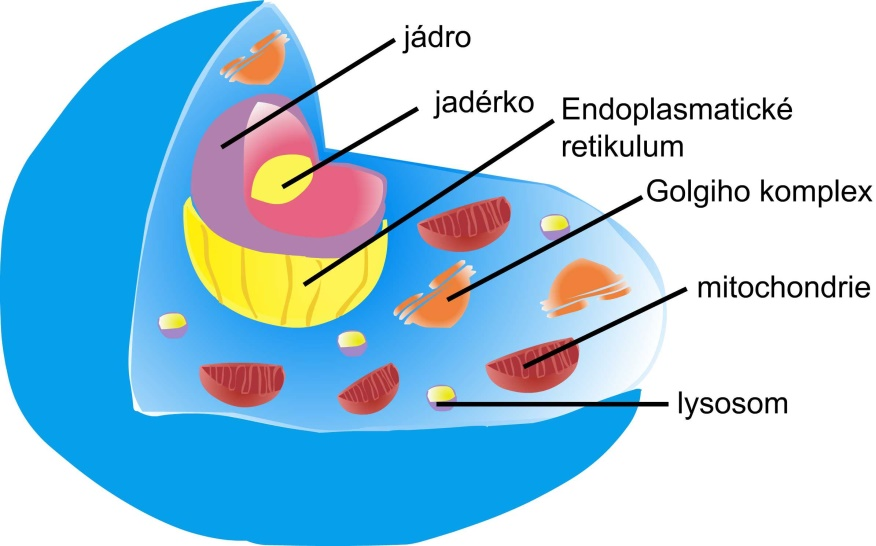 jádro
jadérko
Endoplasmatické
retikulum
Golgiho komplex
mitochondrie
lysosom